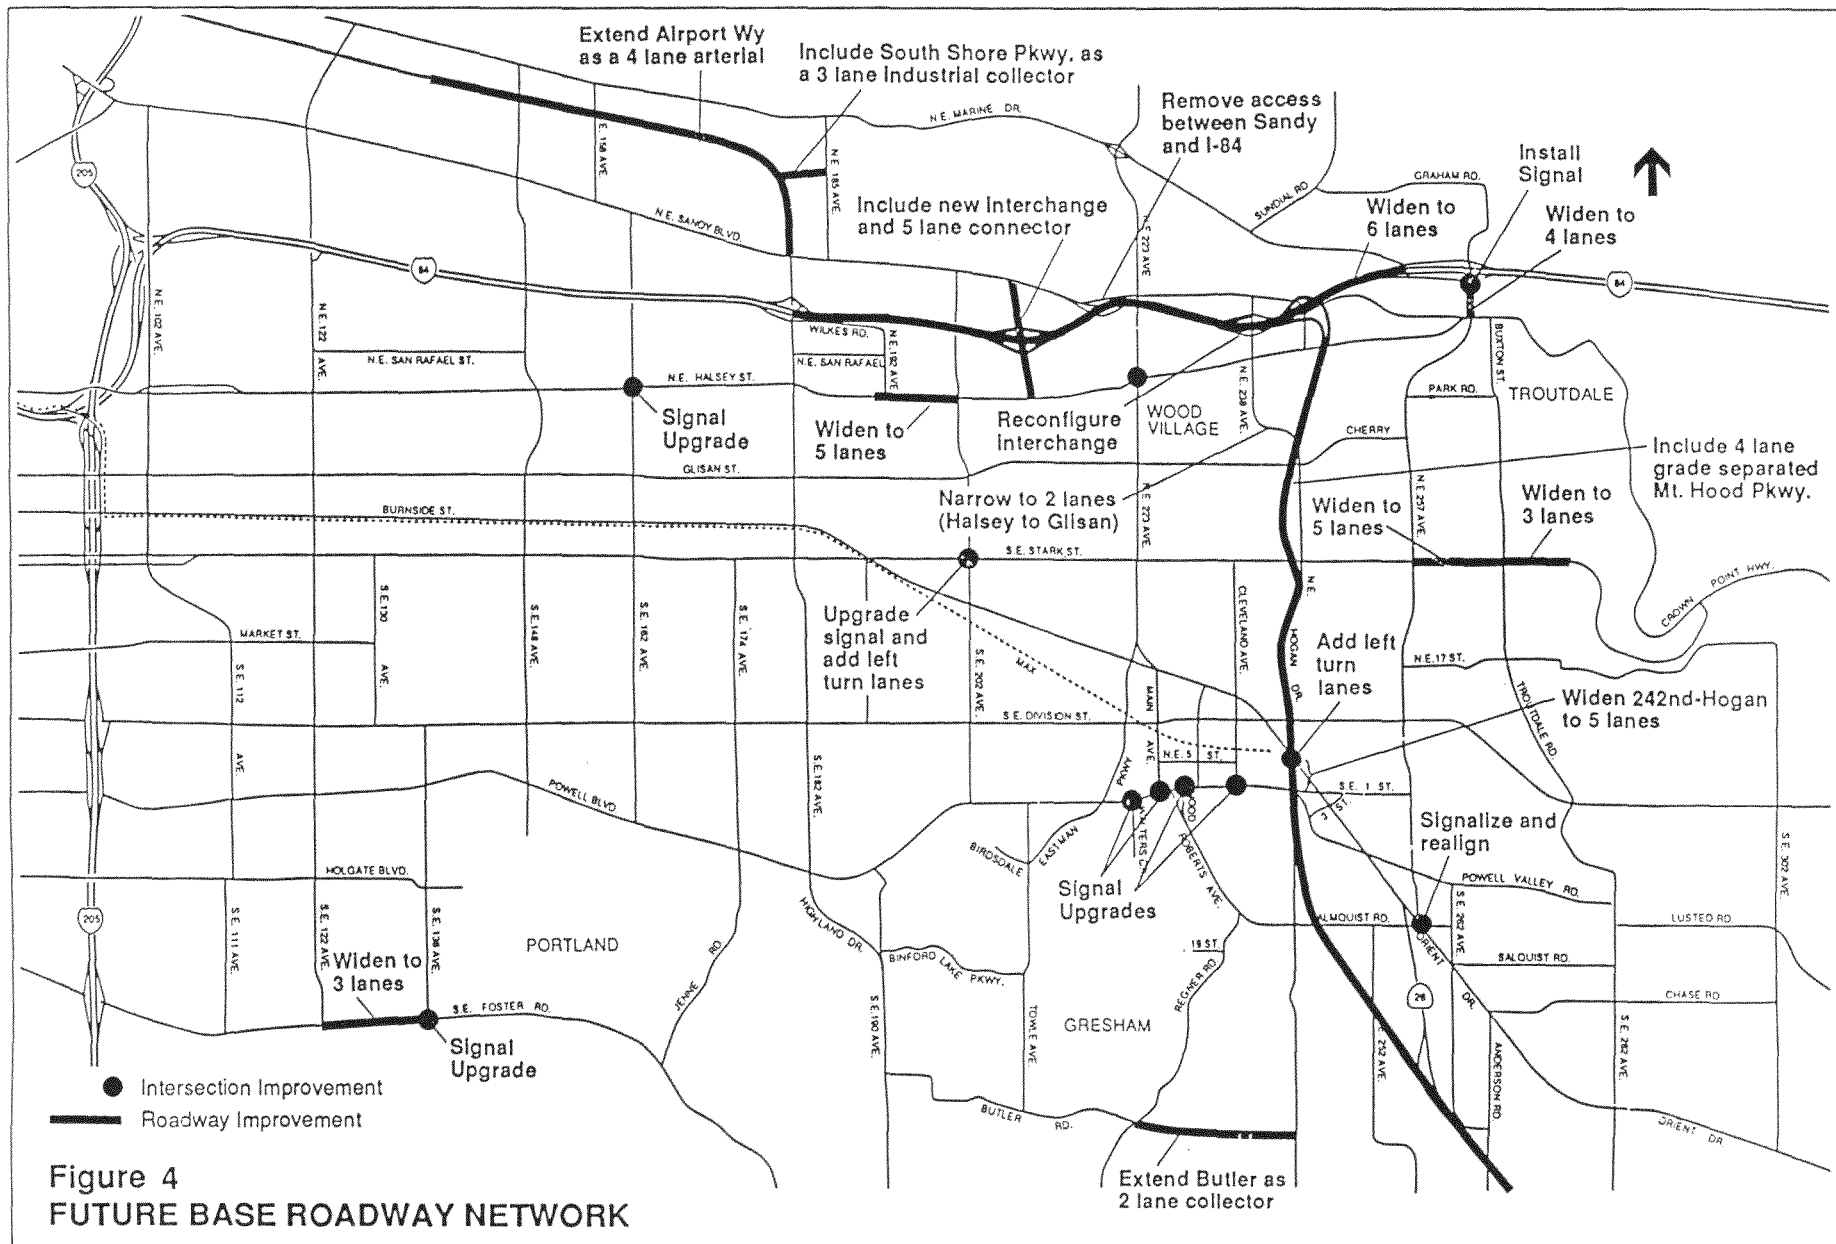 Extend Airport Wy
as a 4 lane arterial
Include South Shore Pkwy. as
a 3 lane Industrial collector
Remove access
between Sandy
and I-84
Install
Signal
Widen to
6 lanes
Widen to
4 lanes
Include new Interchange
and 5 lane connector
N.E. MARINE DR.
GRAHAM RD.
SUNDIAL RD.
205
E. 158 AVE.
N.E. 185 AVE.
N.E. SANDY BLVD.
N.E. 223 AVE.
84
84
N.E. 102 AVE.
N.E. 122
AVE.
WILKES RD.
N.E. 192 AVE.
N.E. SAN RAFAEL ST.
N.E. SAN RAFAEL
N.E. HALSEY ST.
N.E. 238 AVE.
BUXTON ST.
PARK RD.
TROUTDALE
Signal
Upgrade
Widen to
5 lanes
Reconfigure
interchange
WOOD
VILLAGE
CHERRY
Include 4 lane
grade separated
Mt. Hood Pkwy.
GLISAN ST.
Narrow to 2 lanes
(Halsey to Glisan)
N.E. 223 AVE.
Widen to
5 lanes
N.E. 257 AVE.
Widen to
3 lanes
BURNSIDE ST.
S.E. STARK ST.
CROWN POINT HWY.
S.E. 130
AVE.
S.E. 148 AVE.
S.E. 162 AVE.
S.E. 174 AVE.
Upgrade
signal and
add left
turn lanes
MAX
CLEVELAND AVE.
N.E.
HOGAN
DR.
Add left
turn
lanes
MARKET ST.
S.E. 112
AVE.
S.E. 202 AVE.
MAIN
AVE.
N.E. 17 ST.
TROUTDALE RD.
Widen 242nd-Hogan
to 5 lanes
S.E. DIVISION ST.
N.E. 5 ST.
PKWY
EASTMAN
BIRDSDALE
S.E. 1 ST.
3 ST.
POWELL BLVD.
S.E. 182 AVE.
ROBERTS AVE.
Signalize and
realign
S.E. 302 AVE.
HOLGATE BLVD.
Signal
Upgrades
POWELL VALLEY RD.
S.E. 111 AVE.
S.E. 122 AVE.
S.E. 136 AVE.
HIGHLAND DR.
PALMQUIST RD.
S.E. 262 AVE.
LUSTED RD.
205
PORTLAND
Widen to
3 lanes
JENNE RD.
BINFORD LAKE PKWY.
19 ST.
REGNER RD.
ORIENT
DR.
SALQUIST RD.
26
CHASE RD
S.E. FOSTER RD.
S.E. 190 AVE.
TOWLE AVE.
GRESHAM
252 AVE.
ANDERSON RD
S.E. 282 AVE.
Signal
Upgrade
BUTLER
RD.
ORIENT DR
Extend Butler as
2 lane collector
Intersection Improvement
Roadway Improvement
Figure 4
FUTURE BASE ROADWAY NETWORK